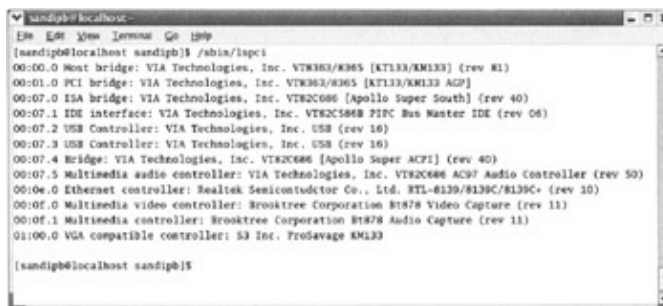 sandipb@localhost:~
File Edit View Terminal Go Help
[sandipb@localhost sandipb]$ /sbin/lspci
00:00.0 Host bridge: VIA Technologies, Inc. VT8363/8365 [KT133/KM133] (rev 81)
00:01.0 PCI bridge: VIA Technologies, Inc. VT8363/8365 [KT133/KM133 AGP]
00:07.0 ISA bridge: VIA Technologies, Inc. VT82C686 [Apollo Super South] (rev 40)
00:07.1 IDE interface: VIA Technologies, Inc. VT82C586B PIPC Bus Master IDE (rev 06)
00:07.2 USB Controller: VIA Technologies, Inc. USB (rev 16)
00:07.3 USB Controller: VIA Technologies, Inc. USB (rev 16)
00:07.4 Bridge: VIA Technologies, Inc. VT82C686 [Apollo Super ACPI] (rev 40)
00:07.5 Multimedia audio controller: VIA Technologies, Inc. VT82C686 AC97 Audio Controller (rev 50)
00:0e.0 Ethernet controller: Realtek Semiconductor Co., Ltd. RTL-8139/8139C/8139C+ (rev 10)
00:0f.0 Multimedia video controller: Brooktree Corporation Bt878 Video Capture (rev 11)
00:0f.1 Multimedia controller: Brooktree Corporation Bt878 Audio Capture (rev 11)
01:00.0 VGA compatible controller: S3 Inc. ProSavage KM133
[sandipb@localhost sandipb]$